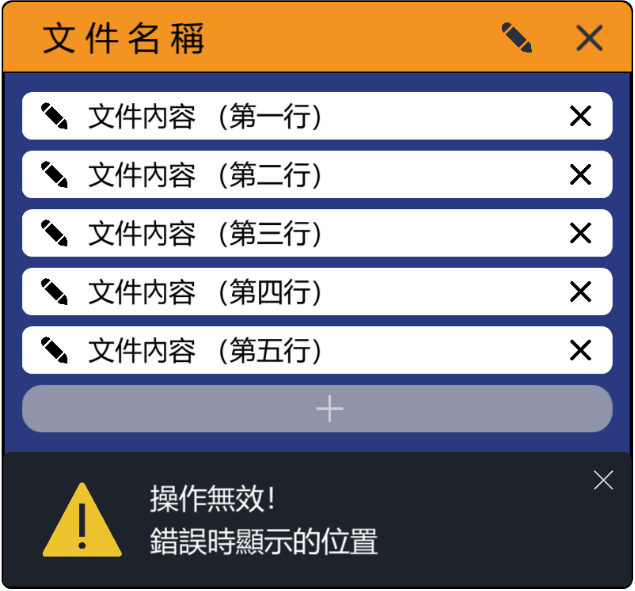 文件名稱
文件內容 （第一行）
文件內容 （第二行）
文件內容 （第三行）
文件內容 （第四行）
文件內容 （第五行）
操作無效！
錯誤時顯示的位置